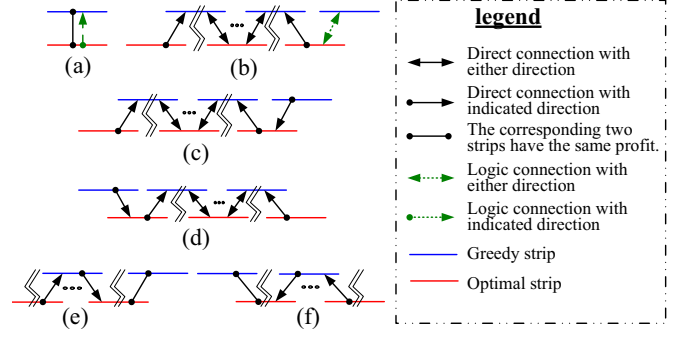 (a)
(b)
(c)
(d)
(e)
(f)
legend
Direct connection with
either direction
Direct connection with
indicated direction
The corresponding two
strips have the same profit.
Logic connection with
either direction
Logic connection with
indicated direction
Greedy strip
Optimal strip